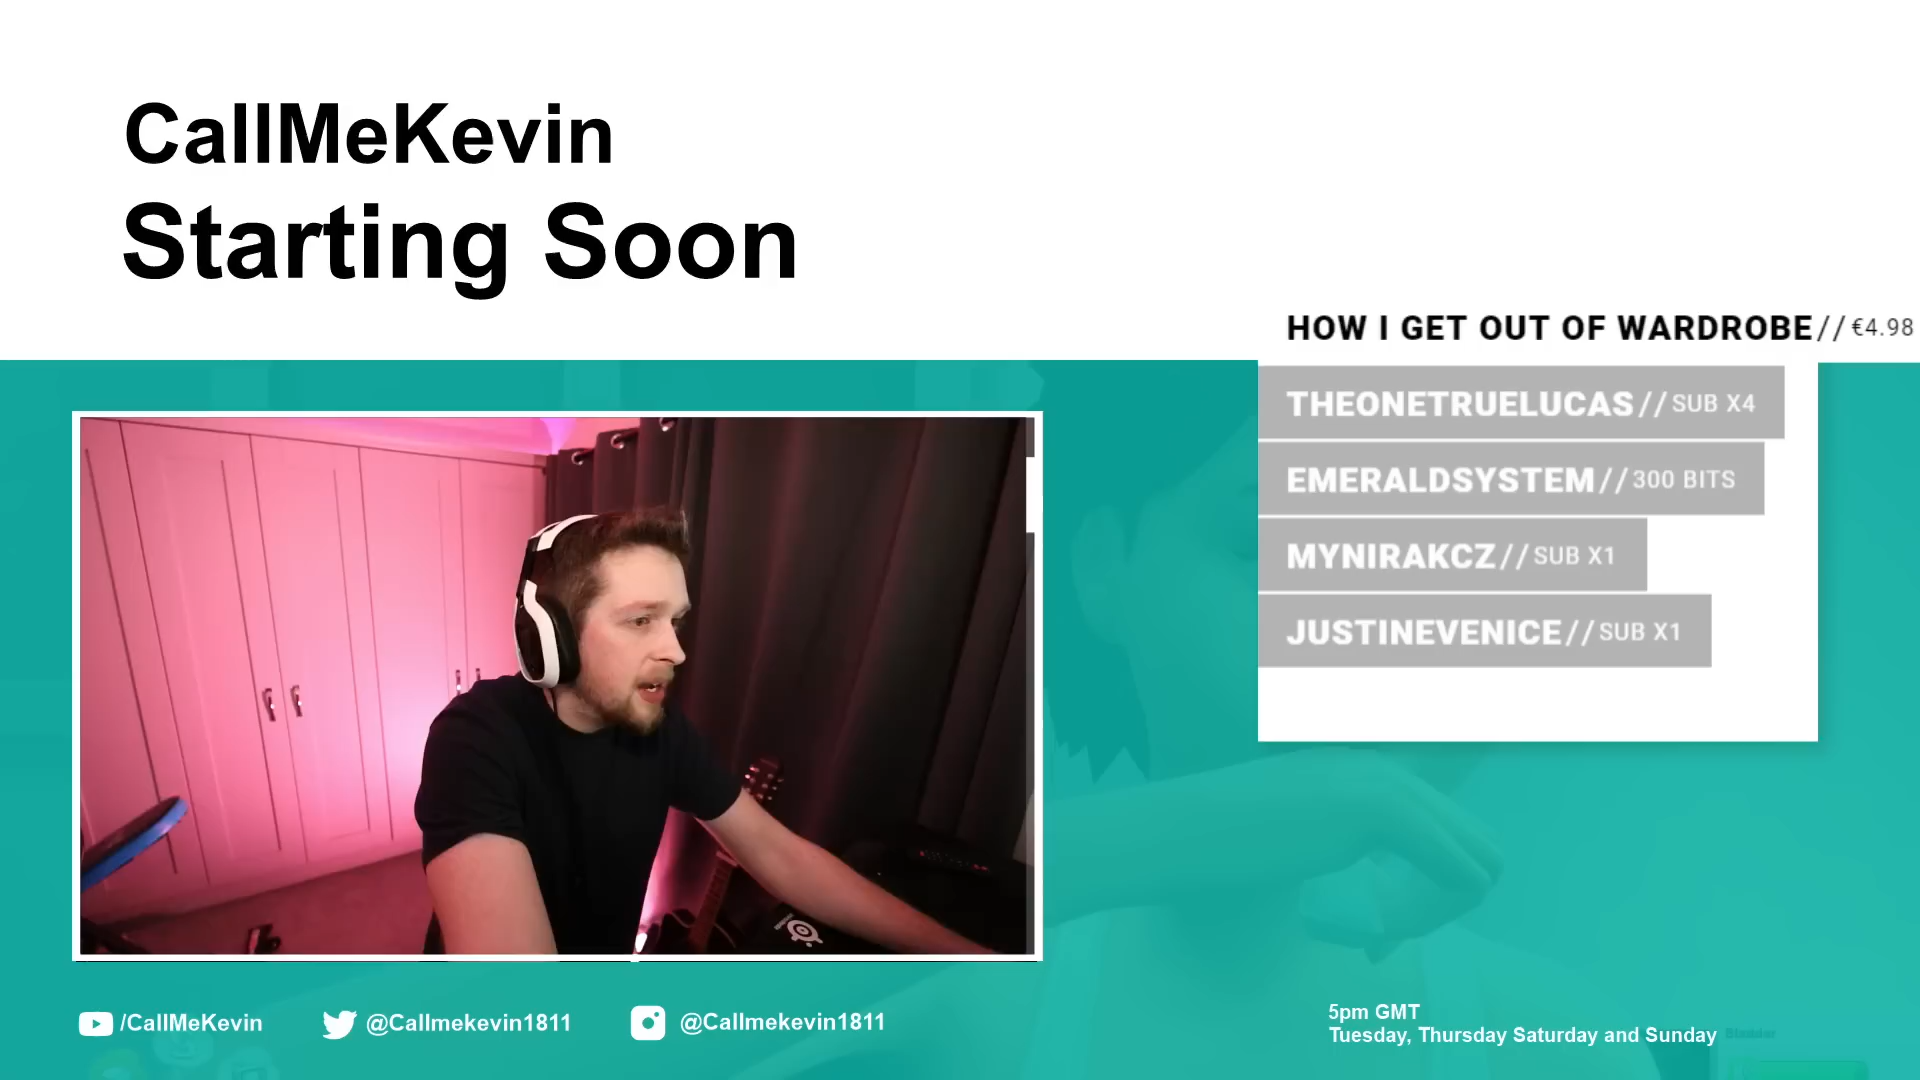 CallMeKevin
Starting Soon
HOW I GET OUT OF WARDROBE // €4.98
THEONETRUELUCAS // SUB X4
EMERALDSYSTEM // 300 BITS
MYNIRAKCZ // SUB X1
JUSTINEVENICE // SUB X1
/CallMeKevin
@Callmekevin1811
@Callmekevin1811
5pm GMT
Tuesday, Thursday Saturday and Sunday